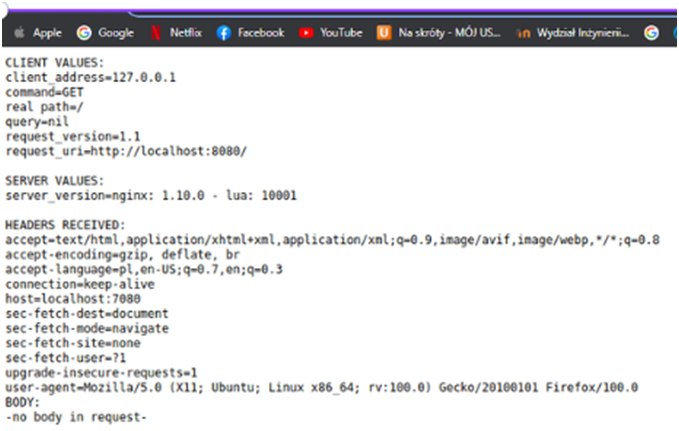 Apple Google Netflix Facebook YouTube Na skróty - MÓJ US... Wydział Inżynierii...
CLIENT VALUES:
client_address=127.0.0.1
command=GET
real path=/
query=nil
request_version=1.1
request_uri=http://localhost:8080/
SERVER VALUES:
server_version=nginx: 1.10.0 - lua: 10001
HEADERS RECEIVED:
accept=text/html,application/xhtml+xml,application/xml;q=0.9,image/avif,image/webp,*/*;q=0.8
accept-encoding=gzip, deflate, br
accept-language=pl,en-US;q=0.7,en;q=0.3
connection=keep-alive
host=localhost:7080
sec-fetch-dest=document
sec-fetch-mode=navigate
sec-fetch-site=none
sec-fetch-user=?1
upgrade-insecure-requests=1
user-agent=Mozilla/5.0 (X11; Ubuntu; Linux x86_64; rv:100.0) Gecko/20100101 Firefox/100.0
BODY:
-no body in request-